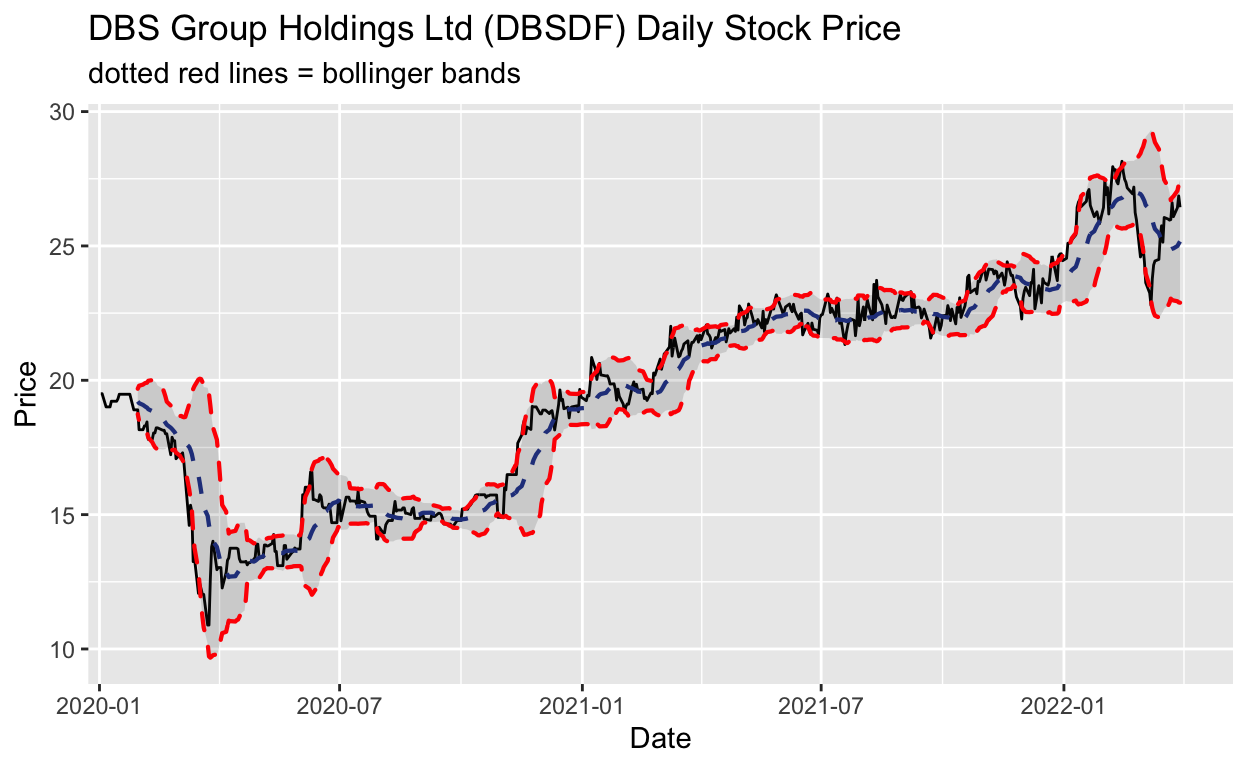 DBS Group Holdings Ltd (DBSDF) Daily Stock Price
dotted red lines = bollinger bands
30
25
20
15
10
Price
2020-01 2020-07 2021-01 2021-07 2022-01
Date